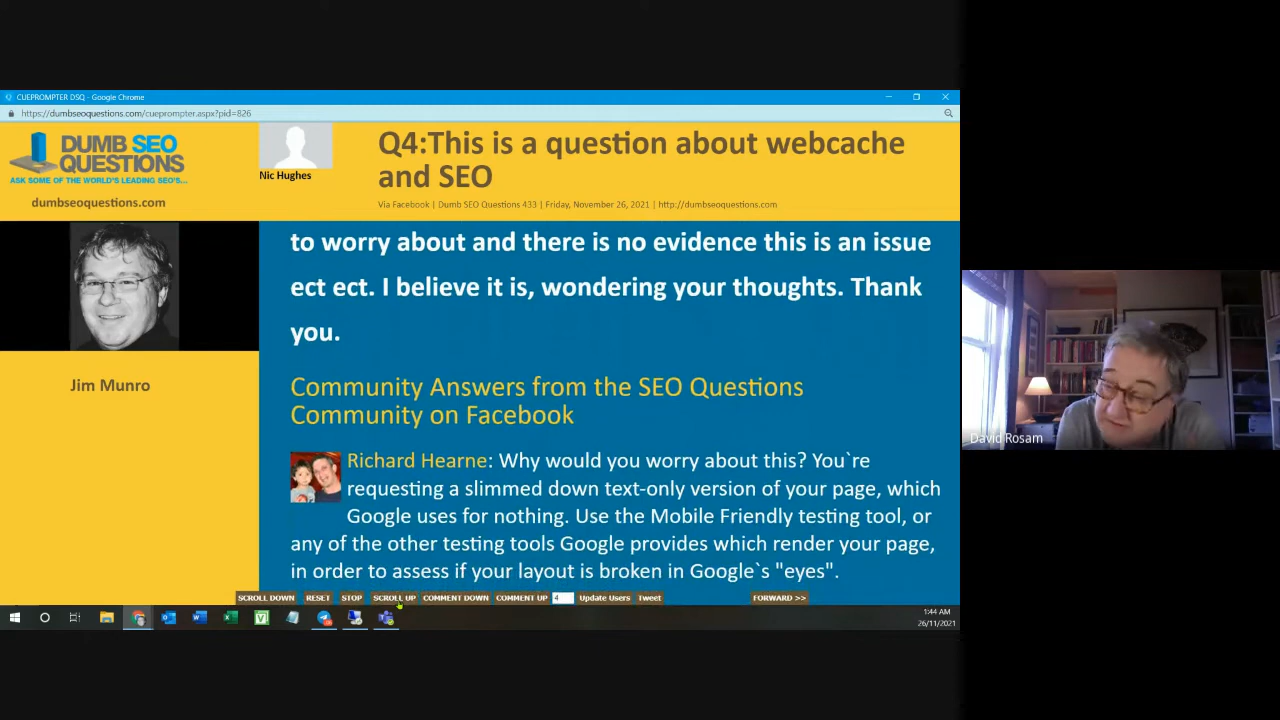 CUEPROMPTER DSQ - Google Chrome
https://dumbseoquestions.com/cueprompter.aspx?pid=826
DUMB SEO
QUESTIONS
ASK SOME OF THE WORLD'S LEADING SEO'S...
dumbseoquestions.com
Nic Hughes
Q4:This is a question about webcache
and SEO
Via Facebook | Dumb SEO Questions 433 | Friday, November 26, 2021 | http://dumbseoquestions.com
Jim Munro
to worry about and there is no evidence this is an issue
ect ect. I believe it is, wondering your thoughts. Thank
you.
Community Answers from the SEO Questions
Community on Facebook
Richard Hearne: Why would you worry about this? You`re
requesting a slimmed down text-only version of your page, which
Google uses for nothing. Use the Mobile Friendly testing tool, or
any of the other testing tools Google provides which render your page,
in order to assess if your layout is broken in Google`s "eyes".
SCROLL DOWN RESET STOP SCROLL UP COMMENT DOWN COMMENT UP 4 Update Users Tweet FORWARD >>
1:44 AM
26/11/2021
David Rosam